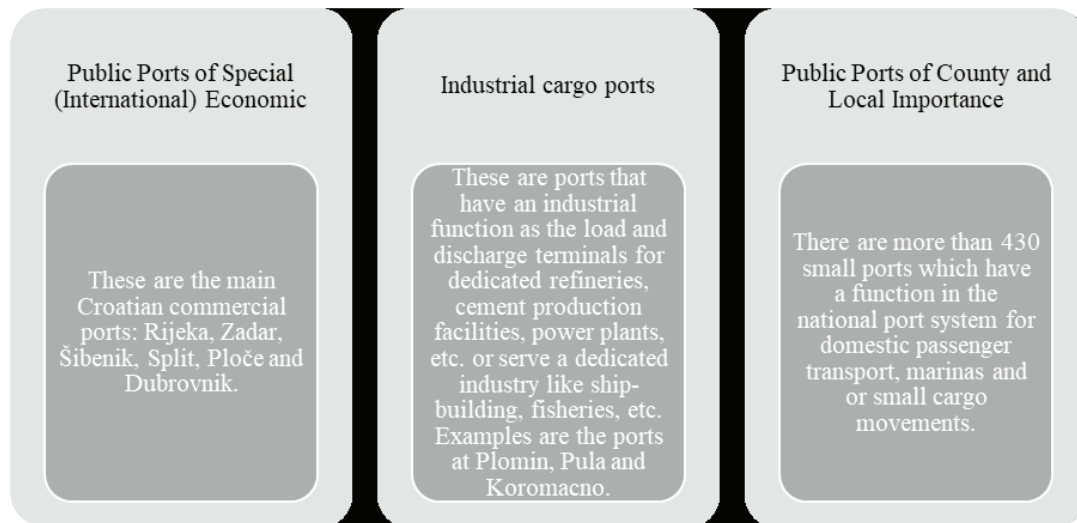 Public Ports of Special
(International) Economic
These are the main
Croatian commercial
ports: Rijeka, Zadar,
Šibenik, Split, Ploče and
Dubrovnik.
Industrial cargo ports
These are ports that
have an industrial
function as the load and
discharge terminals for
dedicated refineries,
cement production
facilities, power plants,
etc. or serve a dedicated
industry like ship-
building, fisheries, etc.
Examples are the ports
at Plomin, Pula and
Koromacno.
Public Ports of County and
Local Importance
There are more than 430
small ports which have
a function in the
national port system for
domestic passenger
transport, marinas and
or small cargo
movements.